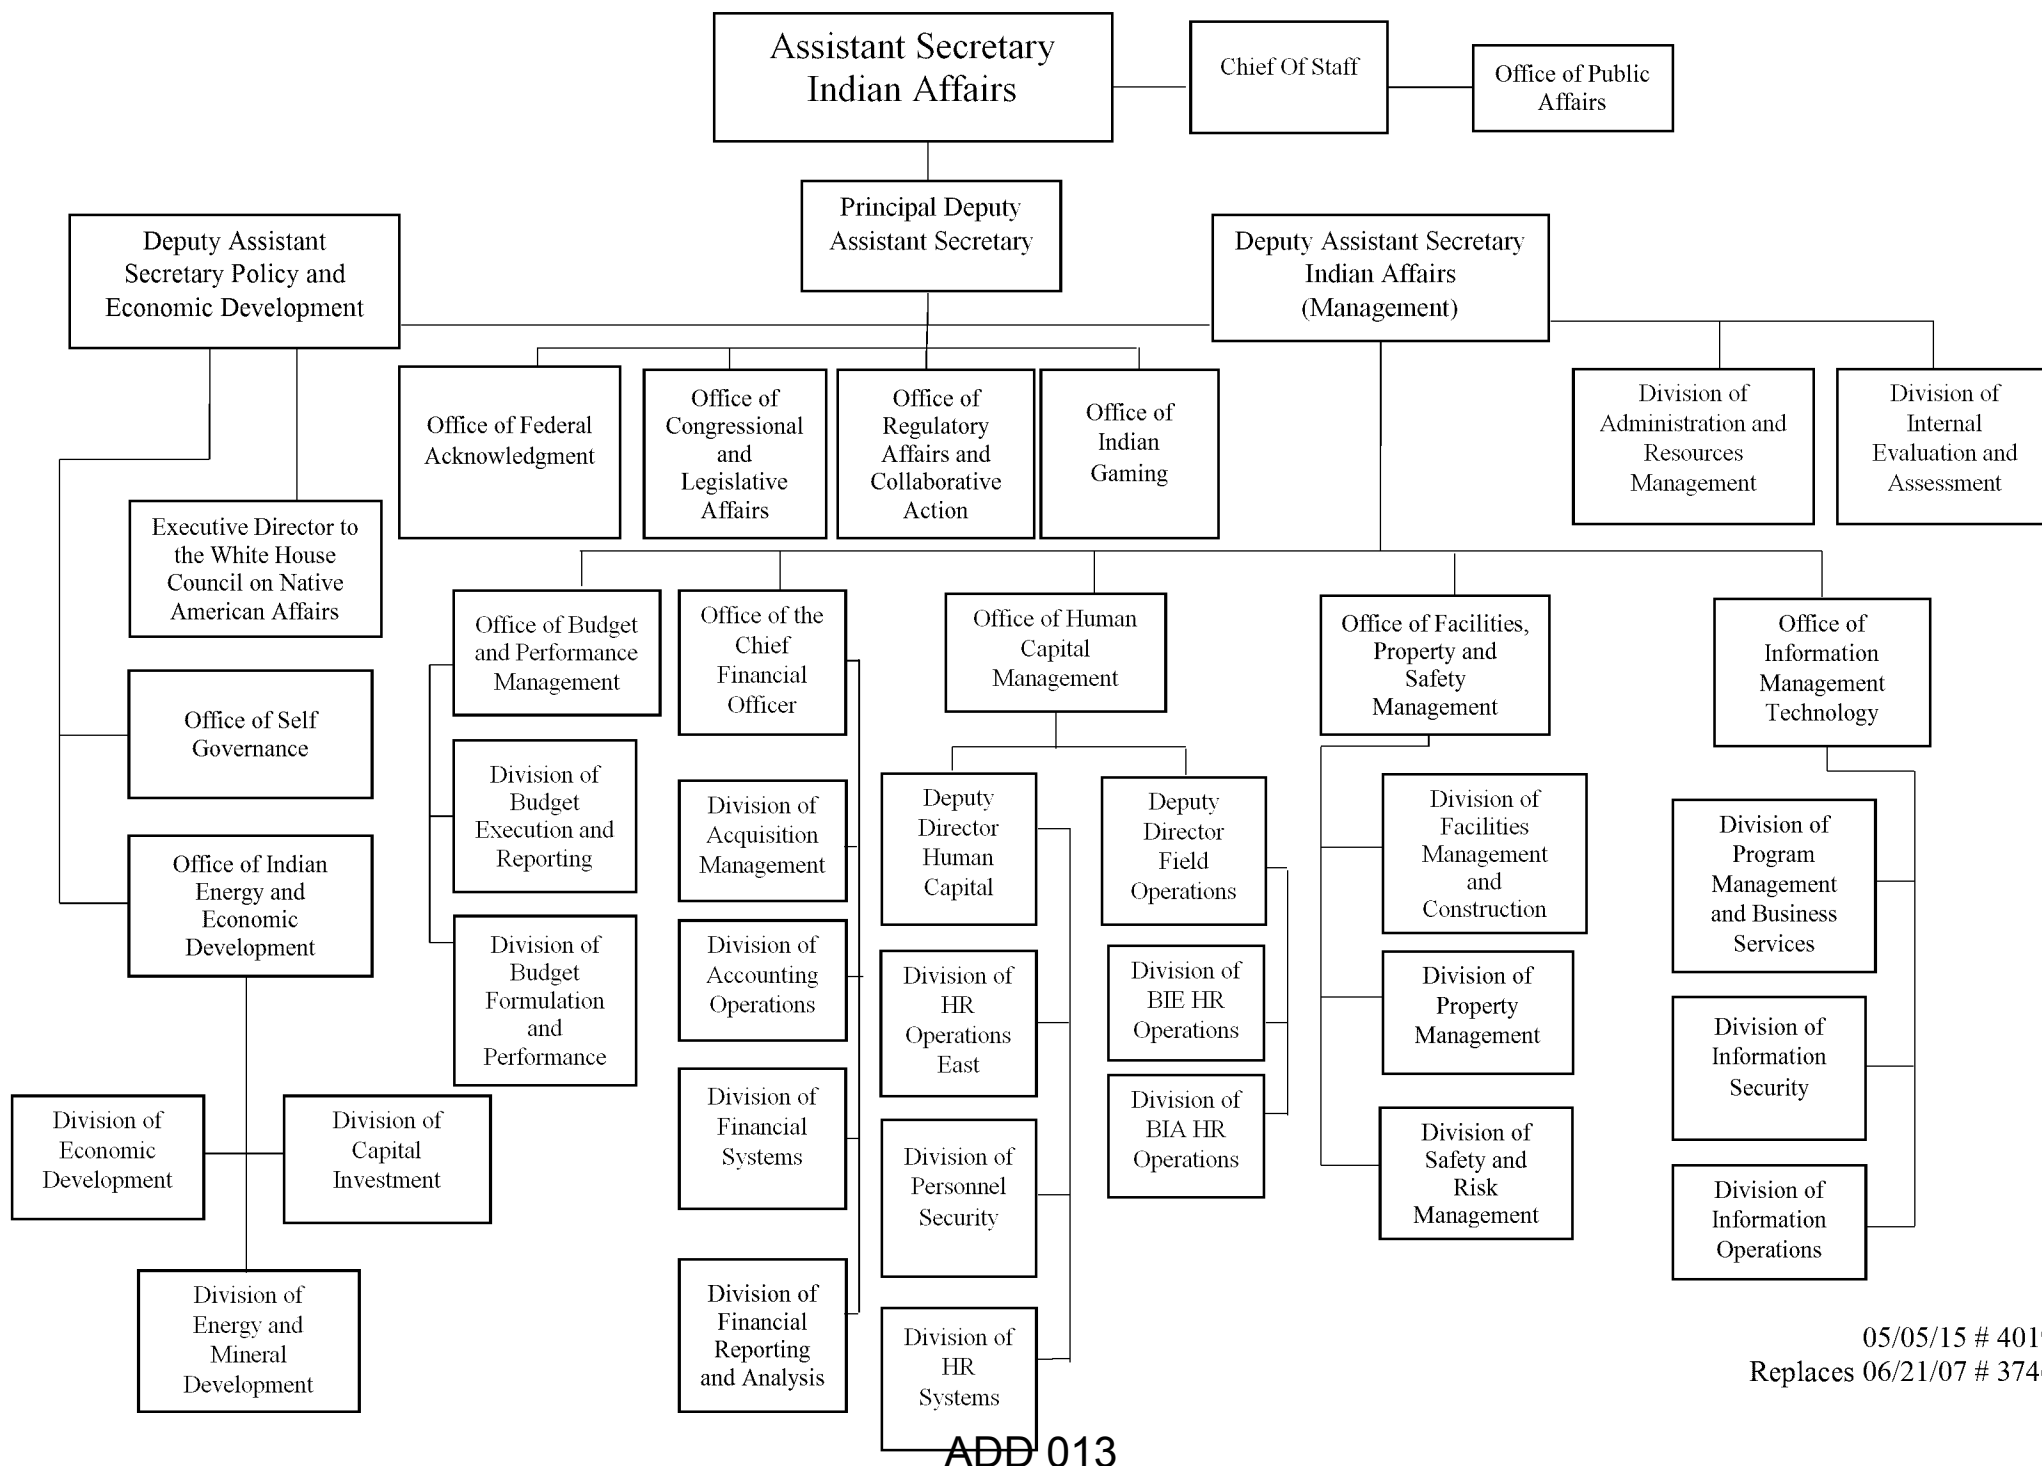 Assistant Secretary
Indian Affairs
Chief Of Staff
Office of Public
Affairs
Principal Deputy
Assistant Secretary
Deputy Assistant
Secretary Policy and
Economic Development
Deputy Assistant Secretary
Indian Affairs
(Management)
Office of Federal
Acknowledgment
Office of
Congressional
and
Legislative
Affairs
Office of
Regulatory
Affairs and
Collaborative
Action
Office of
Indian
Gaming
Division of
Administration and
Resources
Management
Division of
Internal
Evaluation and
Assessment
Executive Director to
the White House
Council on Native
American Affairs
Office of Self
Governance
Office of Indian
Energy and
Economic
Development
Division of
Economic
Development
Division of
Capital
Investment
Division of
Energy and
Mineral
Development
Office of Budget
and Performance
Management
Division of
Budget
Execution and
Reporting
Division of
Budget
Formulation
and
Performance
Office of the
Chief
Financial
Officer
Division of
Acquisition
Management
Division of
Accounting
Operations
Division of
Financial
Systems
Division of
Financial
Reporting
and Analysis
Office of Human
Capital
Management
Deputy
Director
Human
Capital
Division of
HR
Operations
East
Division of
Personnel
Security
Division of
HR
Systems
Deputy
Director
Field
Operations
Division of
BIE HR
Operations
Division of
BIA HR
Operations
Office of Facilities,
Property and
Safety
Management
Division of
Facilities
Management
and
Construction
Division of
Property
Management
Division of
Safety and
Risk
Management
Office of
Information
Management
Technology
Division of
Program
Management
and Business
Services
Division of
Information
Security
Division of
Information
Operations
05/05/15 #
Replaces 06/21/07 #
ADD 013